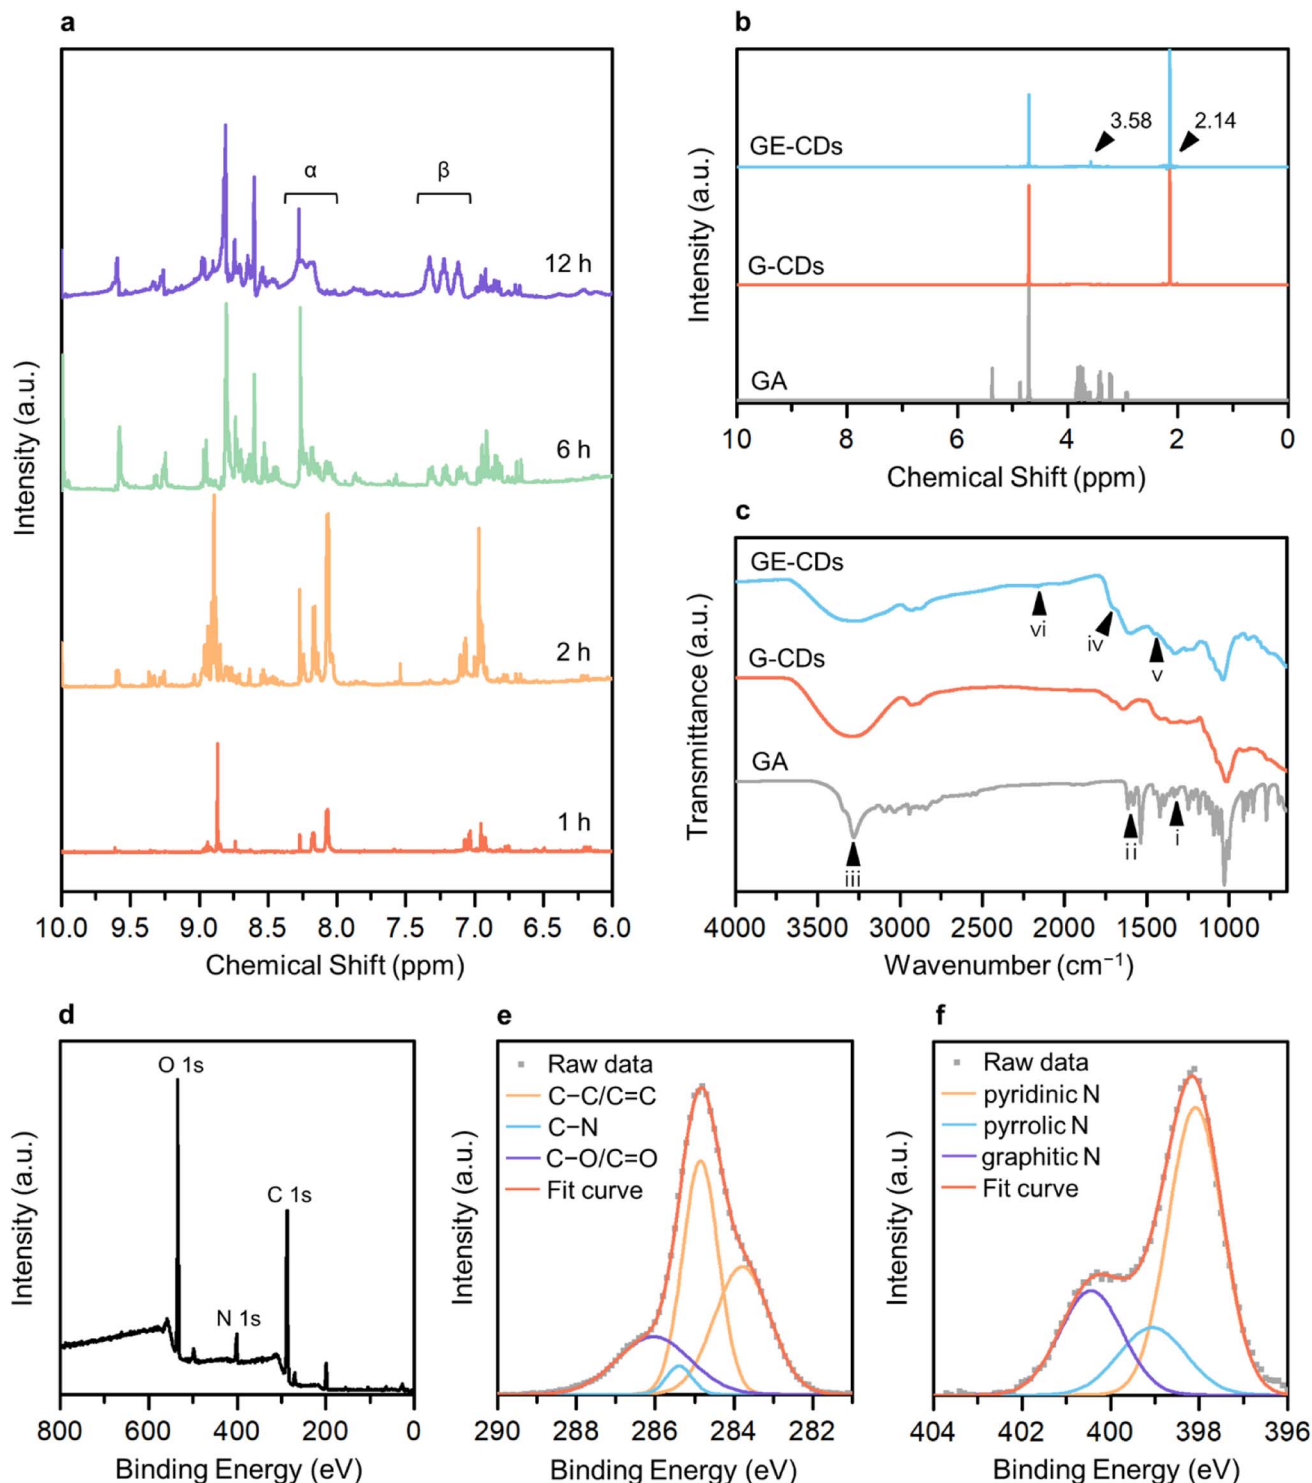 a
α
β
12 h
6 h
2 h
1 h
Intensity (a.u.)
10.0 9.5 9.0 8.5 8.0 7.5 7.0 6.5 6.0
Chemical Shift (ppm)
b
3.58
2.14
GE-CDs
G-CDs
GA
Intensity (a.u.)
10 8 6 4 2 0
Chemical Shift (ppm)
c
GE-CDs
vi
iv
v
G-CDs
GA
iii
ii
i
Transmittance (a.u.)
4000 3500 3000 2500 2000 1500 1000
Wavenumber (cm⁻¹)
d
O 1s
C 1s
N 1s
Intensity (a.u.)
800 600 400 200 0
Binding Energy (eV)
e
Raw data
C−C/C=C
C−N
C−O/C=O
Fit curve
Intensity (a.u.)
290 288 286 284 282
Binding Energy (eV)
f
Raw data
pyridinic N
pyrrolic N
graphitic N
Fit curve
Intensity (a.u.)
404 402 400 398 396
Binding Energy (eV)